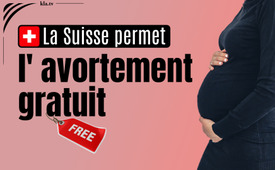 kla.tv
La Suisse permet
l' avortement
gratuit
FREE